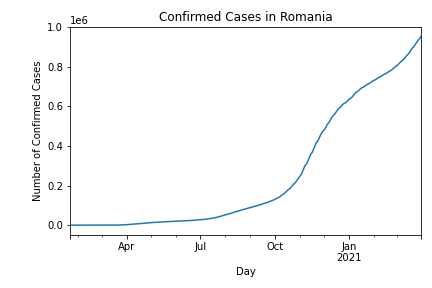 Confirmed Cases in Romania
1e6
1.0
0.8
0.6
0.4
0.2
0.0
Number of Confirmed Cases
Apr Jul Oct Jan
2021
Day